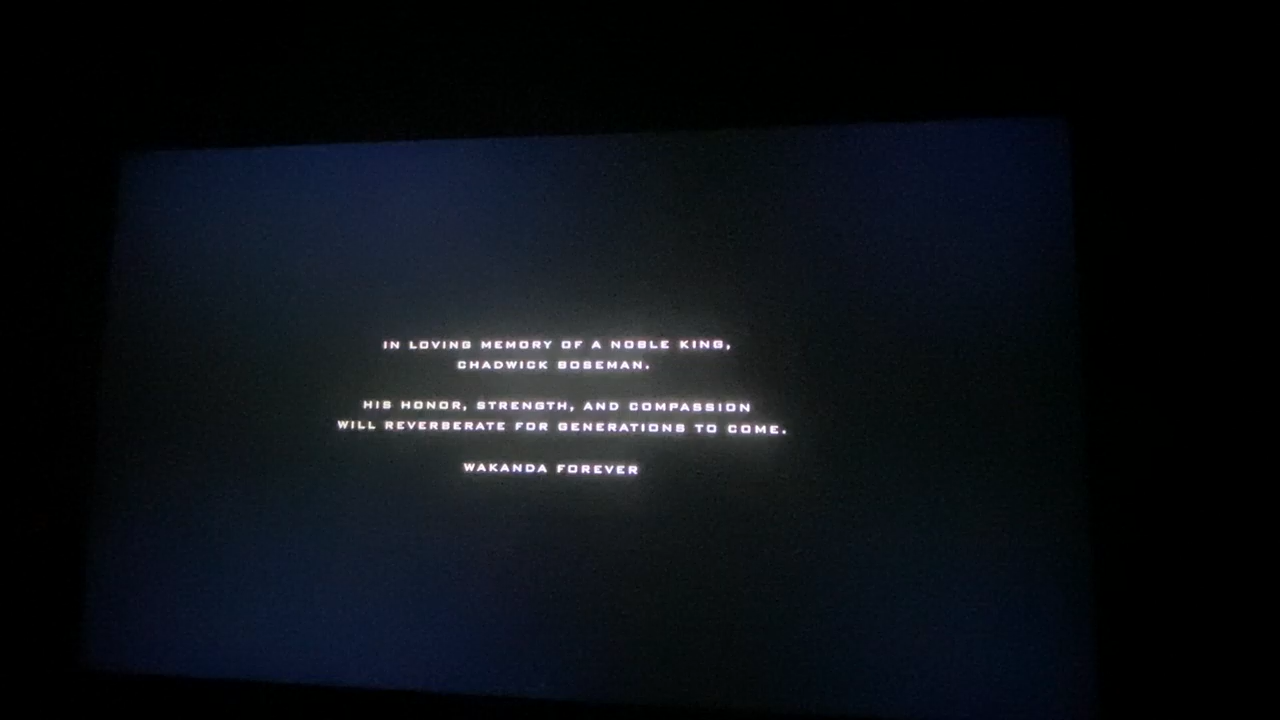 IN LOVING MEMORY OF A NOBLE KING,
CHADWICK BOSEMAN.
HIS HONOR, STRENGTH, AND COMPASSION
WILL REVERBERATE FOR GENERATIONS TO COME.
WAKANDA FOREVER